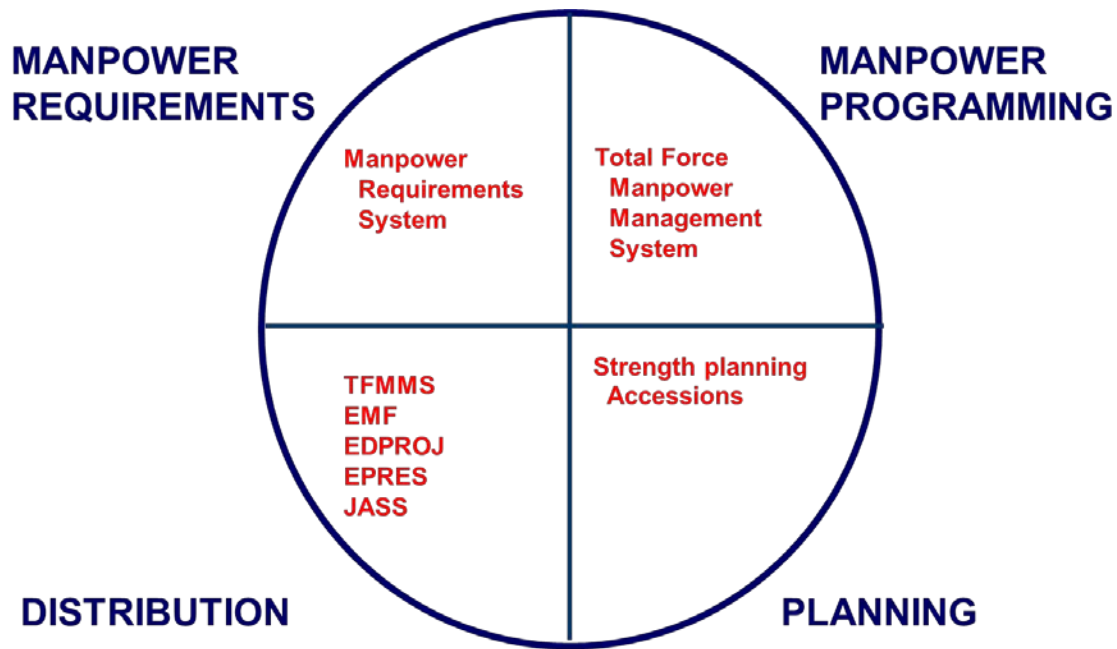 MANPOWER
REQUIREMENTS
MANPOWER
PROGRAMMING
Manpower
Requirements
System
Total Force
Manpower
Management
System
TFMMS
EMF
EDPROJ
EPRES
JASS
Strength planning
Accessions
DISTRIBUTION
PLANNING